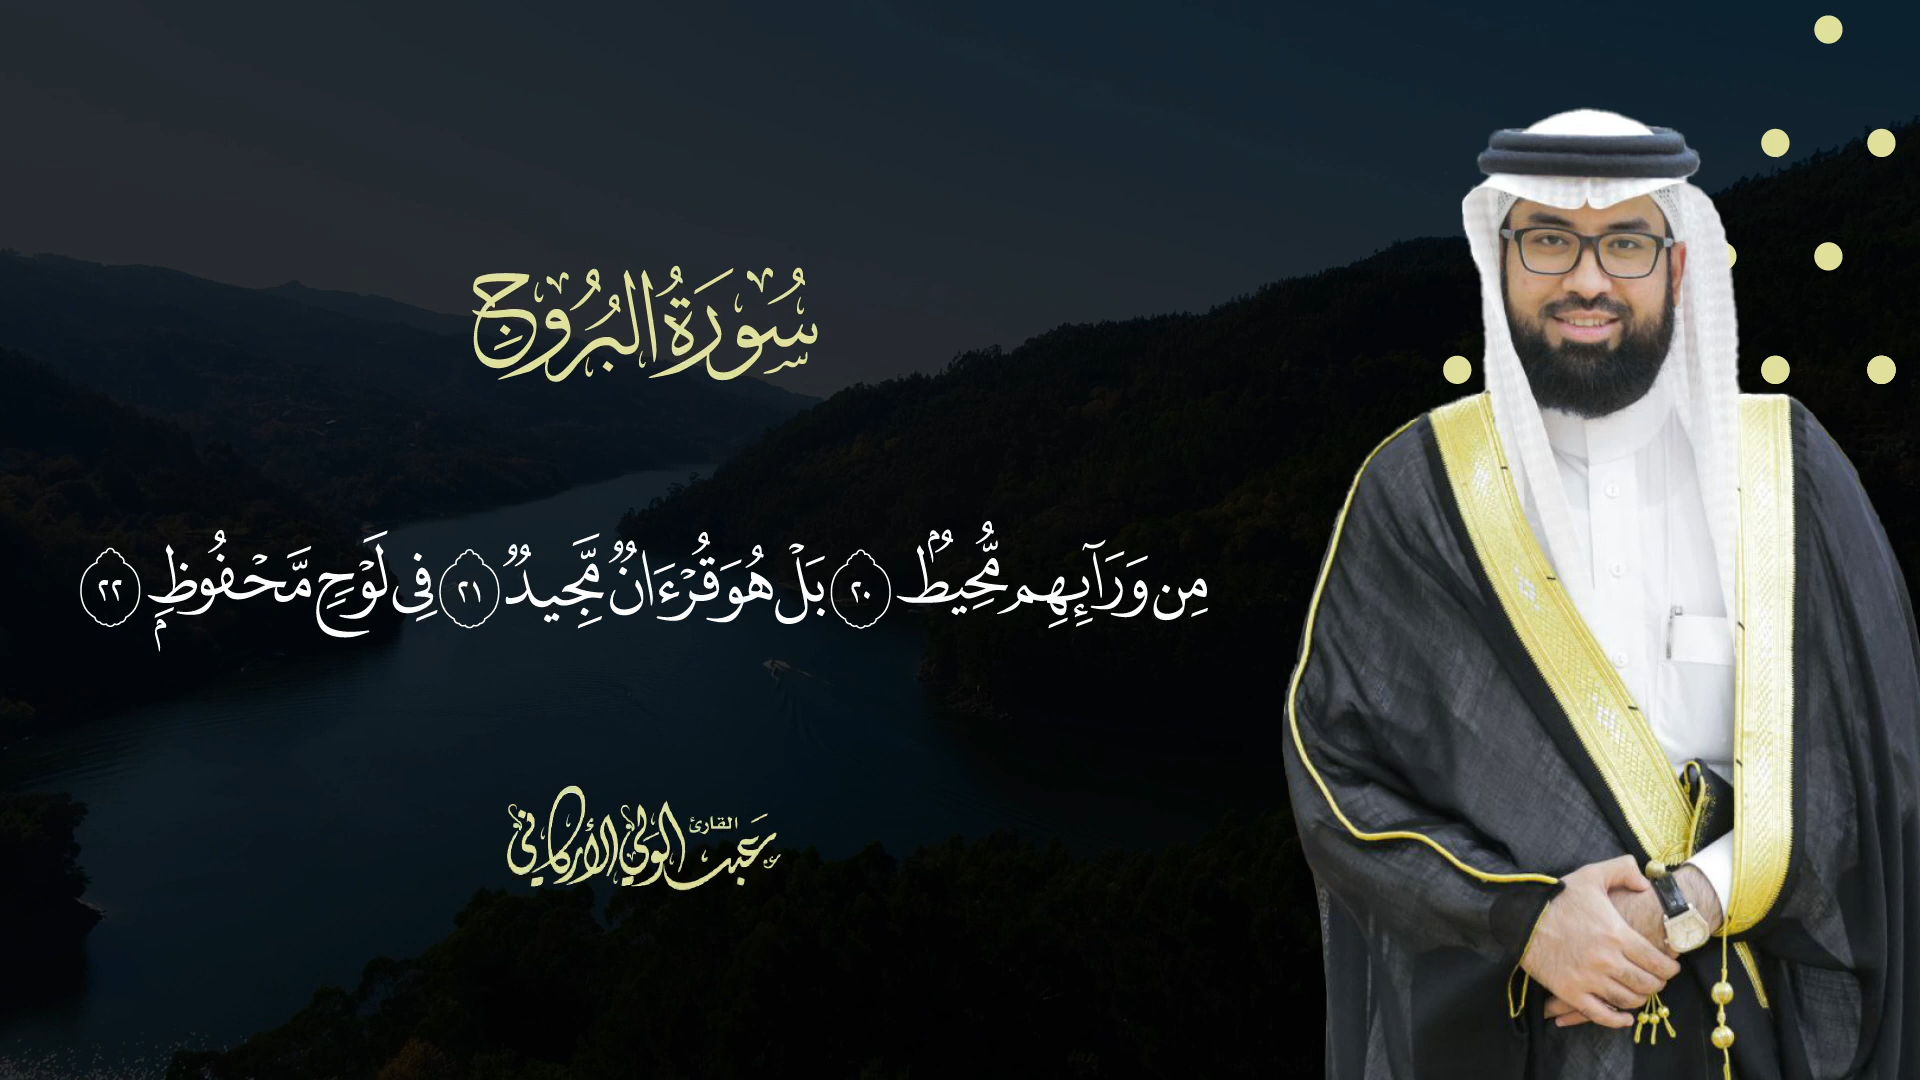 سُورَةُ البُرُوجِ
مِن وَرَآئِهِم مُّحِيطُۢ ٢٠ بَلْ هُوَ قُرْءَانٌ مَّجِيدٌ ٢١ فِى لَوْحٍ مَّحْفُوظِۭ ٢٢
القارئ
عبد الولي الأركاني